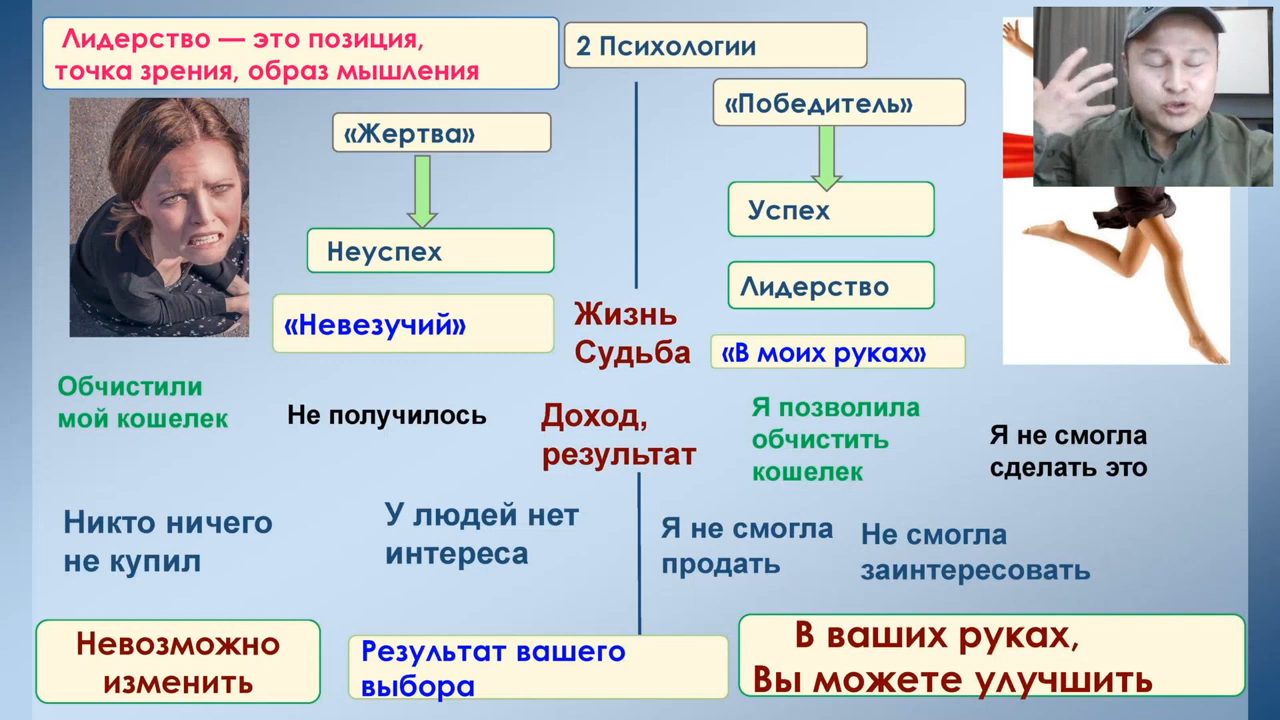 Лидерство — это позиция,
точка зрения, образ мышления
2 Психологии
«Жертва»
«Победитель»
Неуспех
Успех
Лидерство
«Невезучий»
Жизнь
Судьба
«В моих руках»
Обчистили
мой кошелек
Не получилось
Доход,
результат
Я позволила
обчистить
кошелек
Я не смогла
сделать это
Никто ничего
не купил
У людей нет
интереса
Я не смогла
продать
Не смогла
заинтересовать
Невозможно
изменить
Результат вашего
выбора
В ваших руках,
Вы можете улучшить